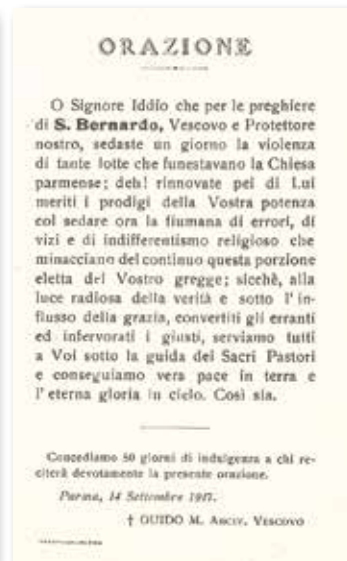 ORAZIONE
O Signore Iddio che per le preghiere
di S. Bernardo, Vescovo e Protettore
nostro, sedaste un giorno la violenza
di tante lotte che funestavano la Chiesa
parmense; deh! rinnovate pei di Lui
meriti i prodigi della Vostra potenza
col sedare ora la fiumana di errori, di
vizi e di indifferentismo religioso che
minacciano del continuo questa porzione
eletta del Vostro gregge; sicchè, alla
luce radiosa della verità e sotto l'in-
flusso della grazia, convertiti gli erranti
ed infervorati i giusti, serviamo tutti
a Voi sotto la guida dei Sacri Pastori
e conseguiamo vera pace in terra e
l'eterna gloria in cielo. Così sia.
Concediamo 50 giorni di indulgenza a chi re-
citerà devotamente la presente orazione.
Parma, 14 Settembre
† GUIDO M. ARCIV. VESCOVO